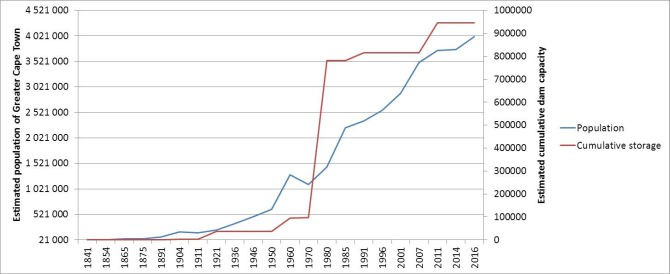 Estimated population of Greater Cape Town
4 521 000
4 021 000
3 521 000
3 021 000
2 521 000
2 021 000
1 521 000
1 021 000
521 000
21 000
1000000
900000
800000
700000
600000
500000
400000
300000
200000
100000
0
Estimated cumulative dam capacity
Population
Cumulative storage
1841
1854
1865
1875
1891
1904
1911
1921
1936
1946
1950
1960
1970
1980
1985
1991
1996
2001
2007
2011
2014
2016